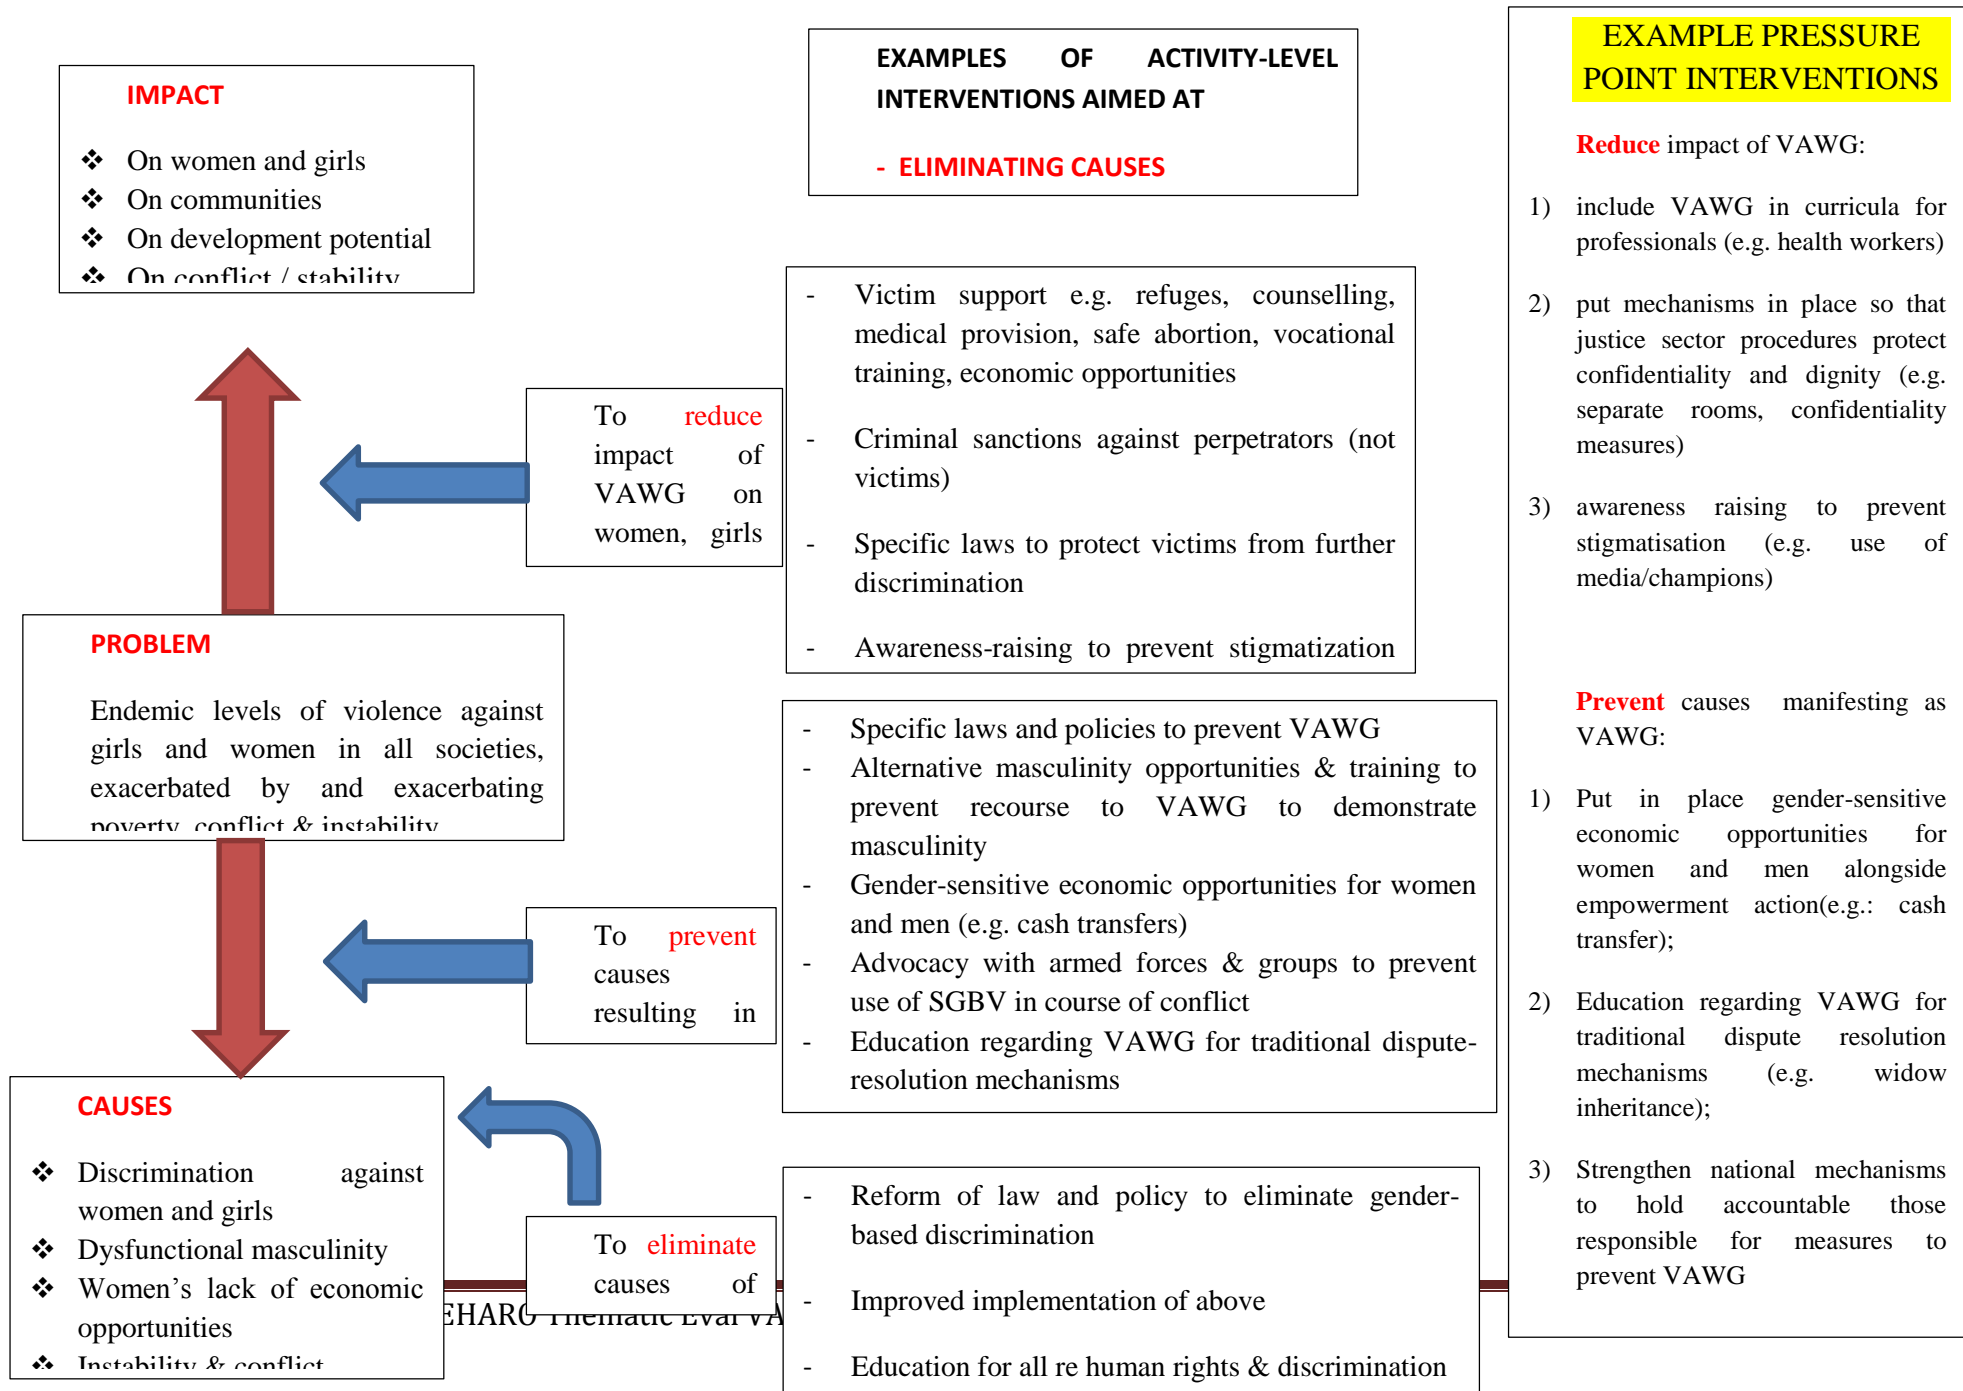 IMPACT
❖ On women and girls
❖ On communities
❖ On development potential
❖ On conflict / stability
EXAMPLES OF ACTIVITY-LEVEL
INTERVENTIONS AIMED AT
- ELIMINATING CAUSES
To reduce
impact of
VAWG on
women, girls
- Victim support e.g. refuges, counselling,
medical provision, safe abortion, vocational
training, economic opportunities
- Criminal sanctions against perpetrators (not
victims)
- Specific laws to protect victims from further
discrimination
- Awareness-raising to prevent stigmatization
PROBLEM
Endemic levels of violence against
girls and women in all societies,
exacerbated by and exacerbating
poverty, conflict & instability
To prevent
causes
resulting in
- Specific laws and policies to prevent VAWG
- Alternative masculinity opportunities & training to
prevent recourse to VAWG to demonstrate
masculinity
- Gender-sensitive economic opportunities for women
and men (e.g. cash transfers)
- Advocacy with armed forces & groups to prevent
use of SGBV in course of conflict
- Education regarding VAWG for traditional dispute-
resolution mechanisms
CAUSES
❖ Discrimination against
women and girls
❖ Dysfunctional masculinity
❖ Women’s lack of economic
opportunities
❖ Instability & conflict
To eliminate
causes of
- Reform of law and policy to eliminate gender-
based discrimination
- Improved implementation of above
- Education for all re human rights & discrimination
EHARO Thematic Eval VA
EXAMPLE PRESSURE
POINT INTERVENTIONS
Reduce impact of VAWG:
1) include VAWG in curricula for
professionals (e.g. health workers)
2) put mechanisms in place so that
justice sector procedures protect
confidentiality and dignity (e.g.
separate rooms, confidentiality
measures)
3) awareness raising to prevent
stigmatisation (e.g. use of
media/champions)
Prevent causes manifesting as
VAWG:
1) Put in place gender-sensitive
economic opportunities for
women and men alongside
empowerment action(e.g.: cash
transfer);
2) Education regarding VAWG for
traditional dispute resolution
mechanisms (e.g. widow
inheritance);
3) Strengthen national mechanisms
to hold accountable those
responsible for measures to
prevent VAWG